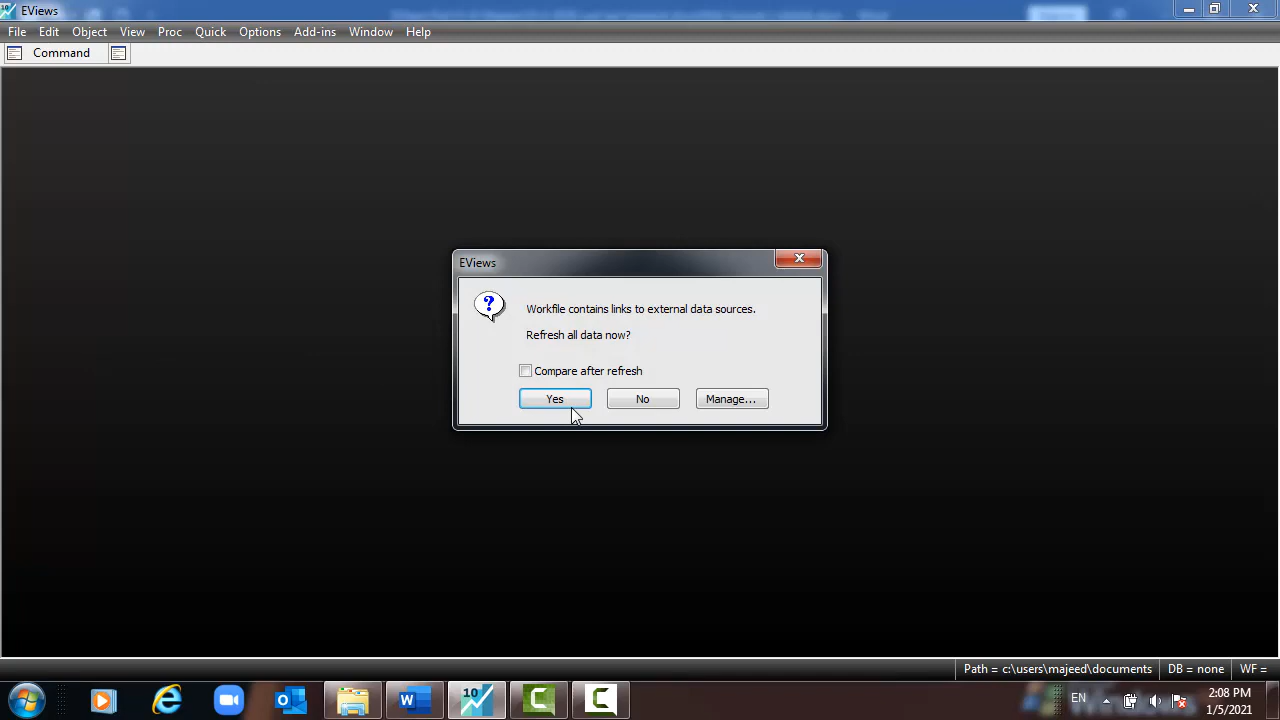 EViews
File Edit Object View Proc Quick Options Add-ins Window Help
Command
EViews
Workfile contains links to external data sources.
Refresh all data now?
Compare after refresh
Yes No Manage...
Path = c:\users\majeed\documents DB = none WF =
EN 2:08 PM
1/5/2021